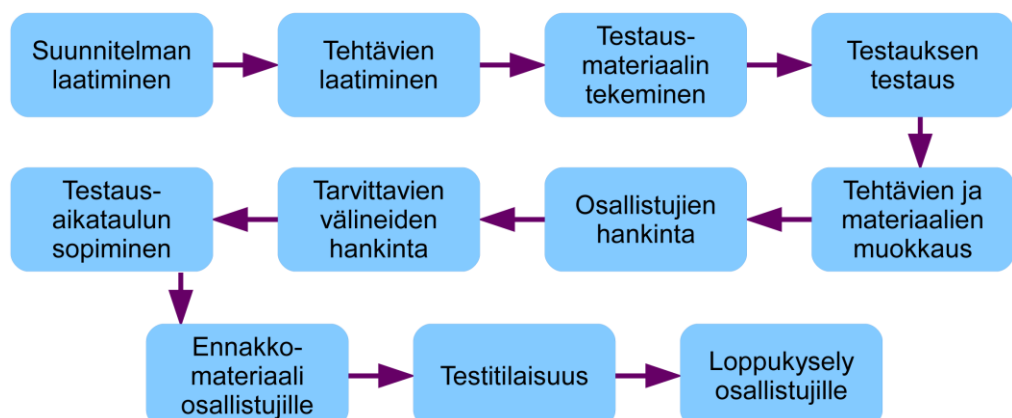 Suunnitelman
laatiminen
Tehtävien
laatiminen
Testaus-
materiaalin
tekeminen
Testauksen
testaus
Tehtävien ja
materiaalien
muokkaus
Osallistujien
hankinta
Tarvittavien
välineiden
hankinta
Testaus-
aikataulun
sopiminen
Ennakko-
materiaali
osallistujille
Testitilaisuus
Loppukysely
osallistujille